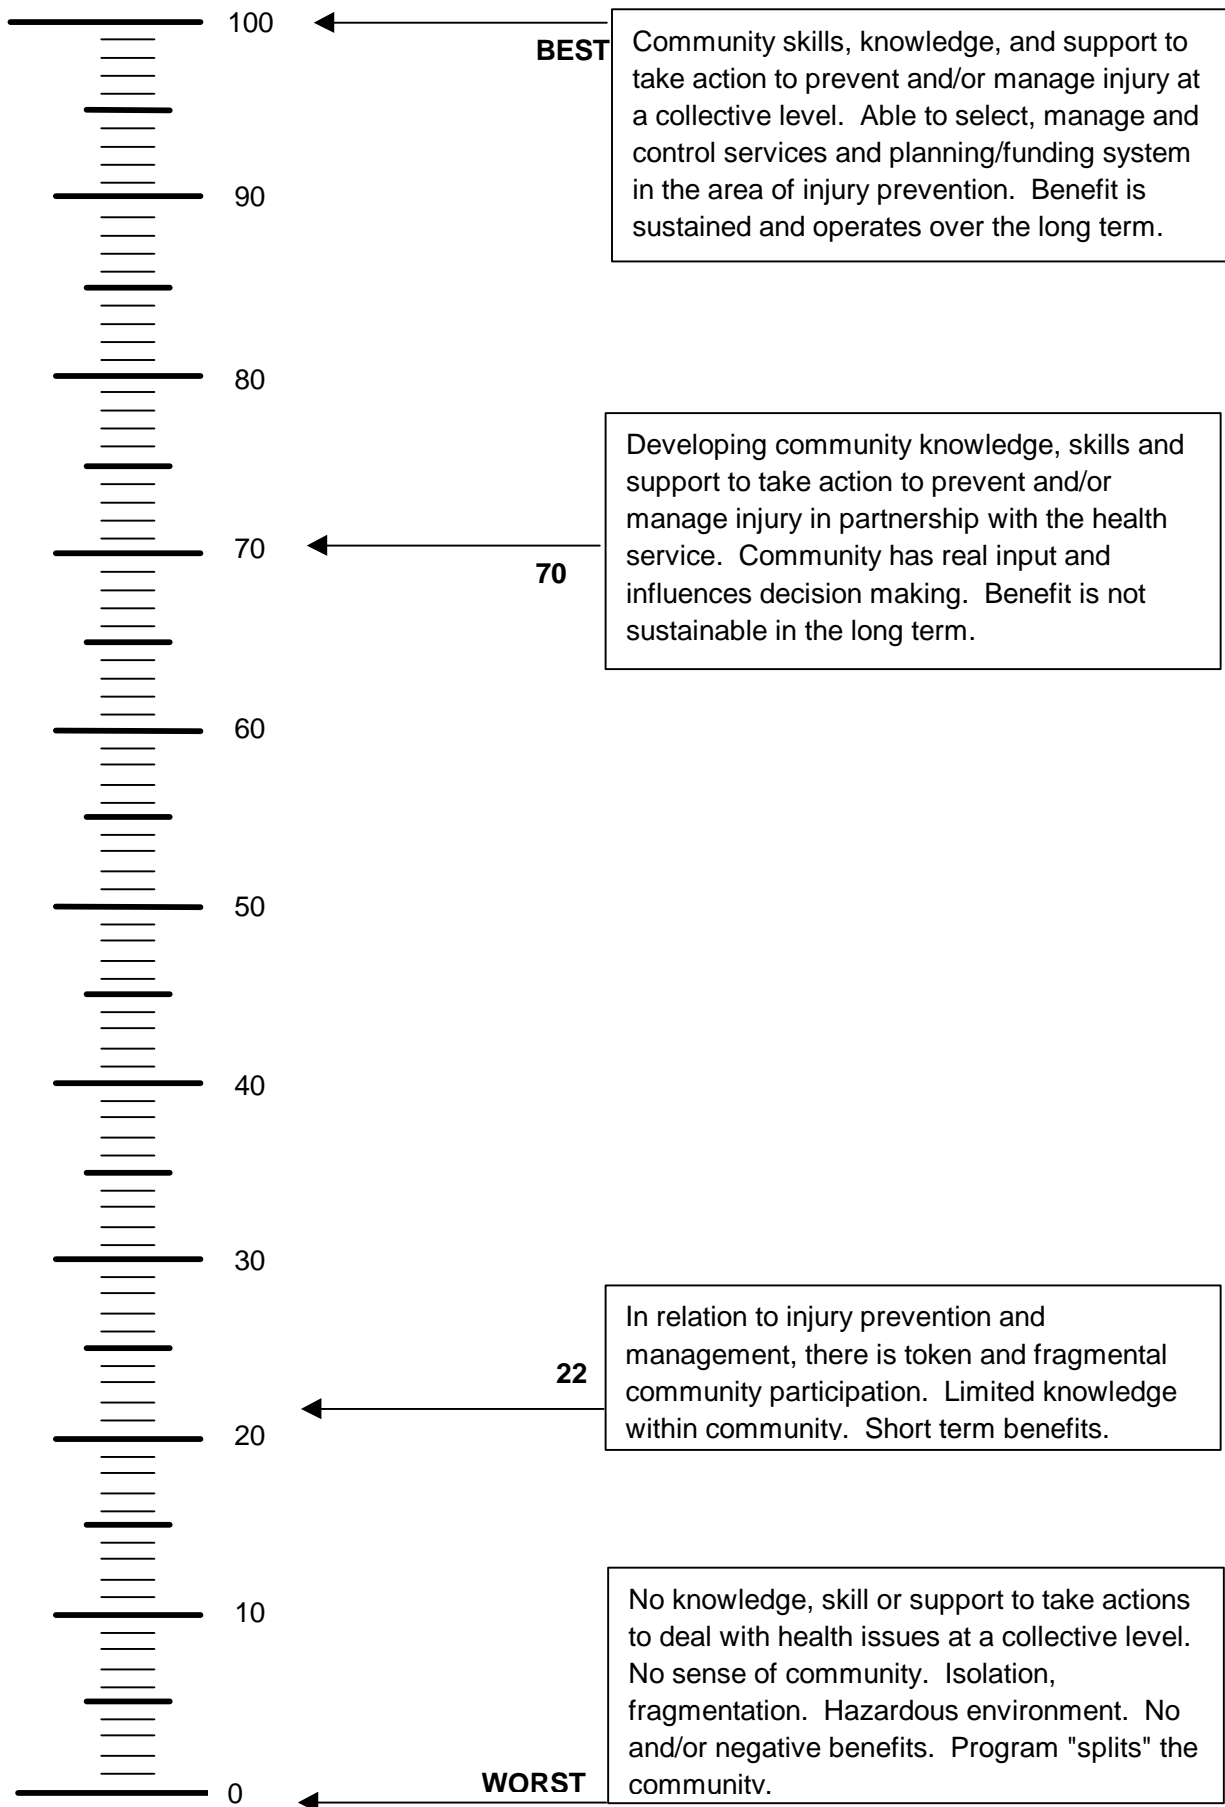 100
BEST
Community skills, knowledge, and support to
take action to prevent and/or manage injury at
a collective level. Able to select, manage and
control services and planning/funding system
in the area of injury prevention. Benefit is
sustained and operates over the long term.
90
80
Developing community knowledge, skills and
support to take action to prevent and/or
manage injury in partnership with the health
service. Community has real input and
influences decision making. Benefit is not
sustainable in the long term.
70
70
60
50
40
30
In relation to injury prevention and
management, there is token and fragmental
community participation. Limited knowledge
within community. Short term benefits.
22
20
10
No knowledge, skill or support to take actions
to deal with health issues at a collective level.
No sense of community. Isolation,
fragmentation. Hazardous environment. No
and/or negative benefits. Program "splits" the
community.
WORST
0